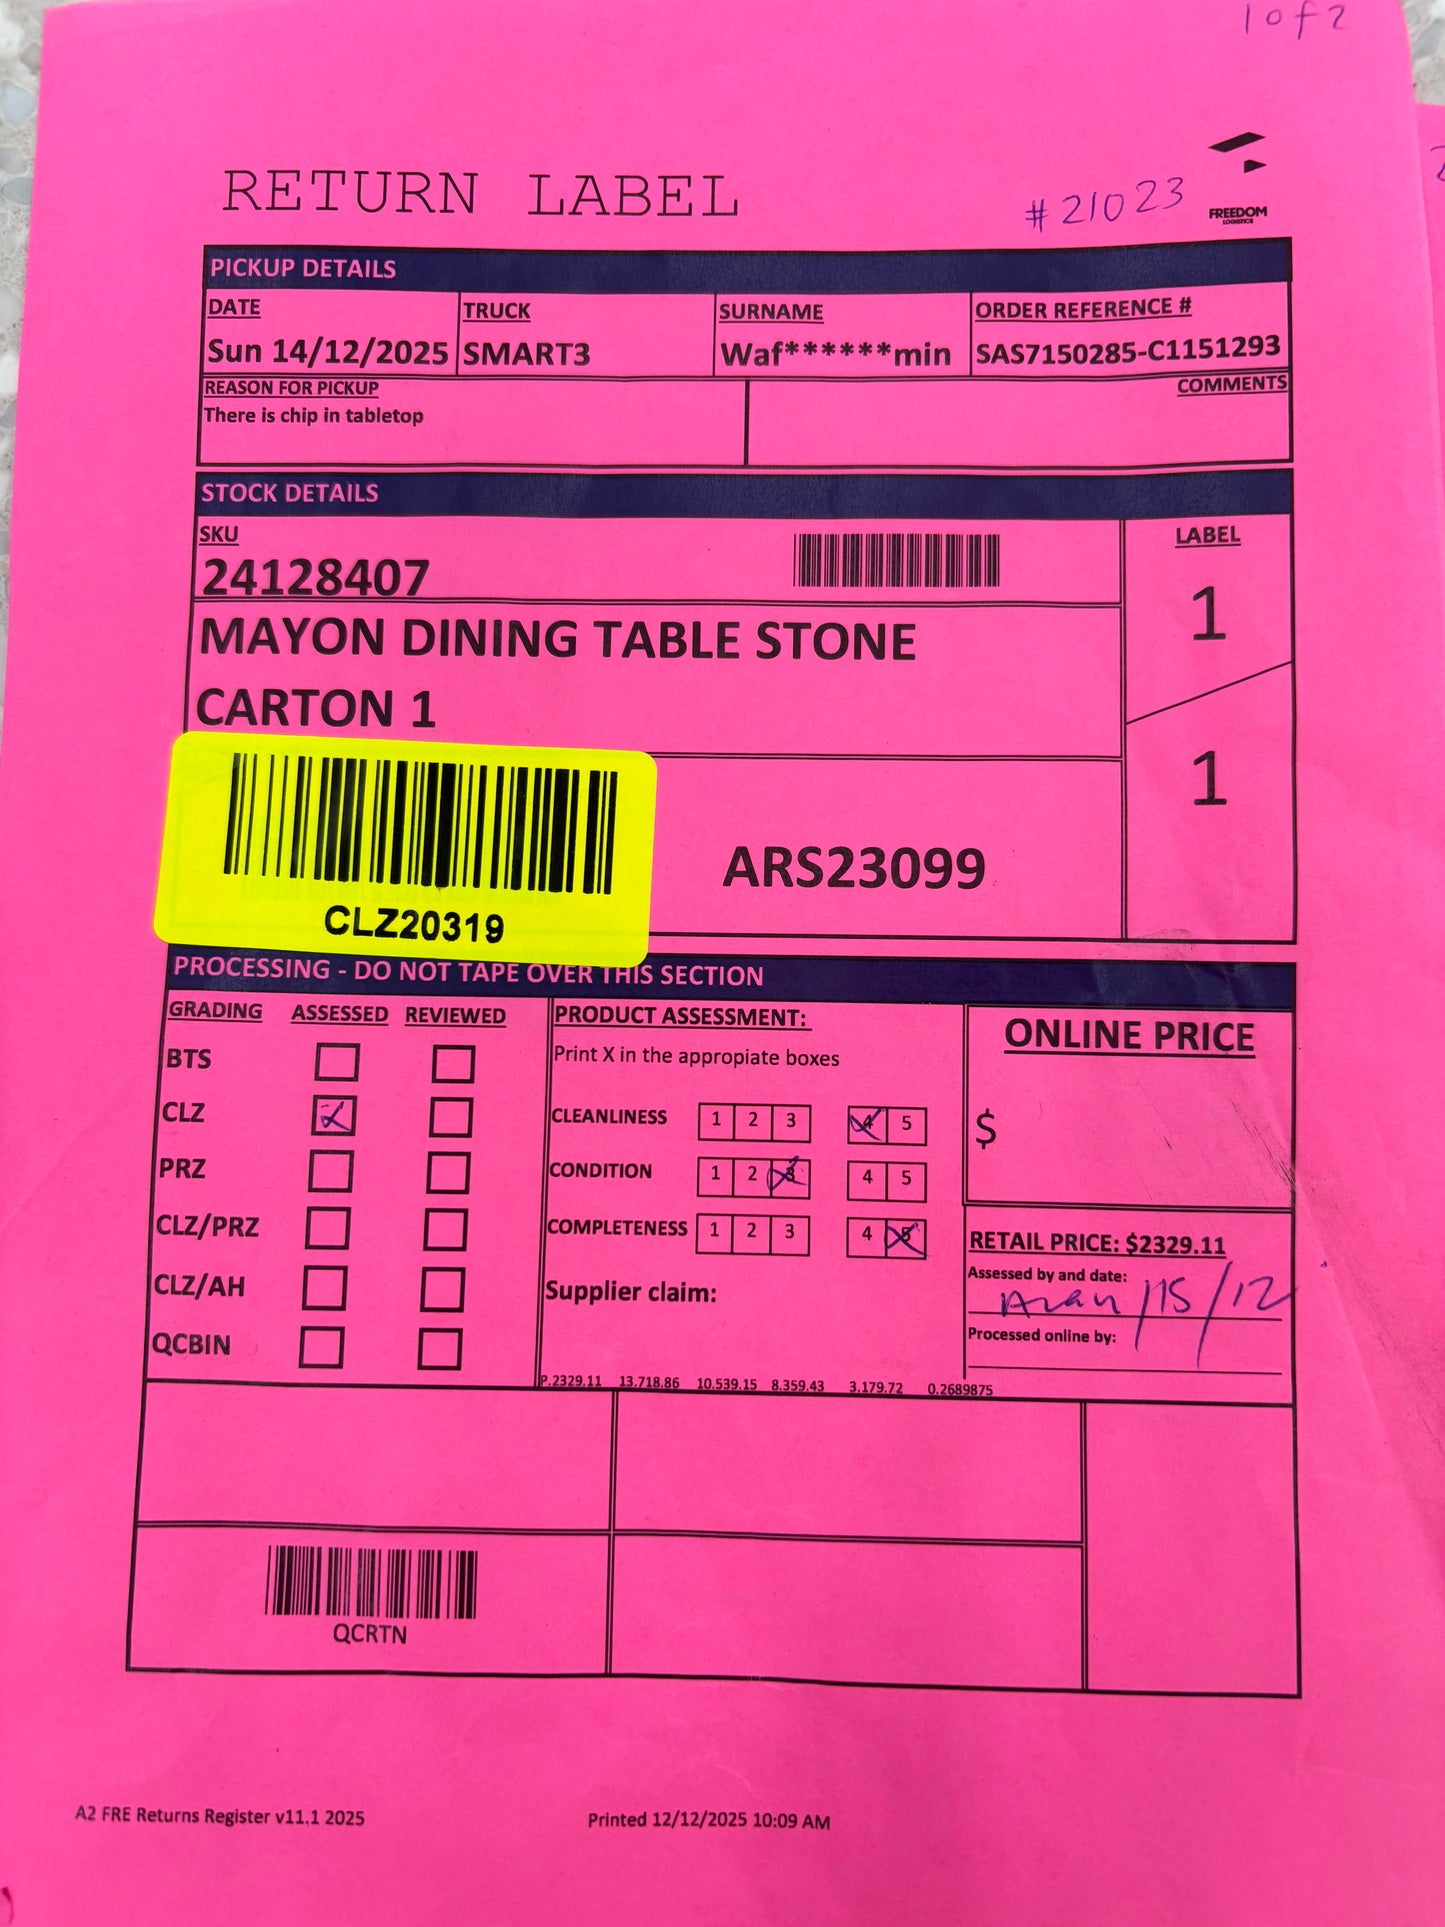 1 of 2
RETURN LABEL
#21023
FREEDOM
LOGISTICS
PICKUP DETAILS
DATE TRUCK SURNAME ORDER REFERENCE #
Sun 14/12/2025 SMART3 Waf******min SAS7150285-C1151293
REASON FOR PICKUP COMMENTS
There is chip in tabletop
STOCK DETAILS
SKU LABEL
24128407
1
MAYON DINING TABLE STONE
CARTON 1
1
ARS23099
CLZ20319
PROCESSING - DO NOT TAPE OVER THIS SECTION
GRADING ASSESSED REVIEWED
BTS
CLZ X
PRZ
CLZ/PRZ
CLZ/AH
QCBIN
PRODUCT ASSESSMENT:
Print X in the appropiate boxes
CLEANLINESS 1 2 3 4 5
CONDITION 1 2 3 4 5
COMPLETENESS 1 2 3 4 5
Supplier claim:
ONLINE PRICE
$
RETAIL PRICE: $2329.11
Assessed by and date:
15/12
Processed online by:
P.2329.11 13.718.86 10.539.15 8.359.43 3.179.72 0.2689875
QCRTN
A2 FRE Returns Register v11.1 2025
Printed 12/12/2025 10:09 AM